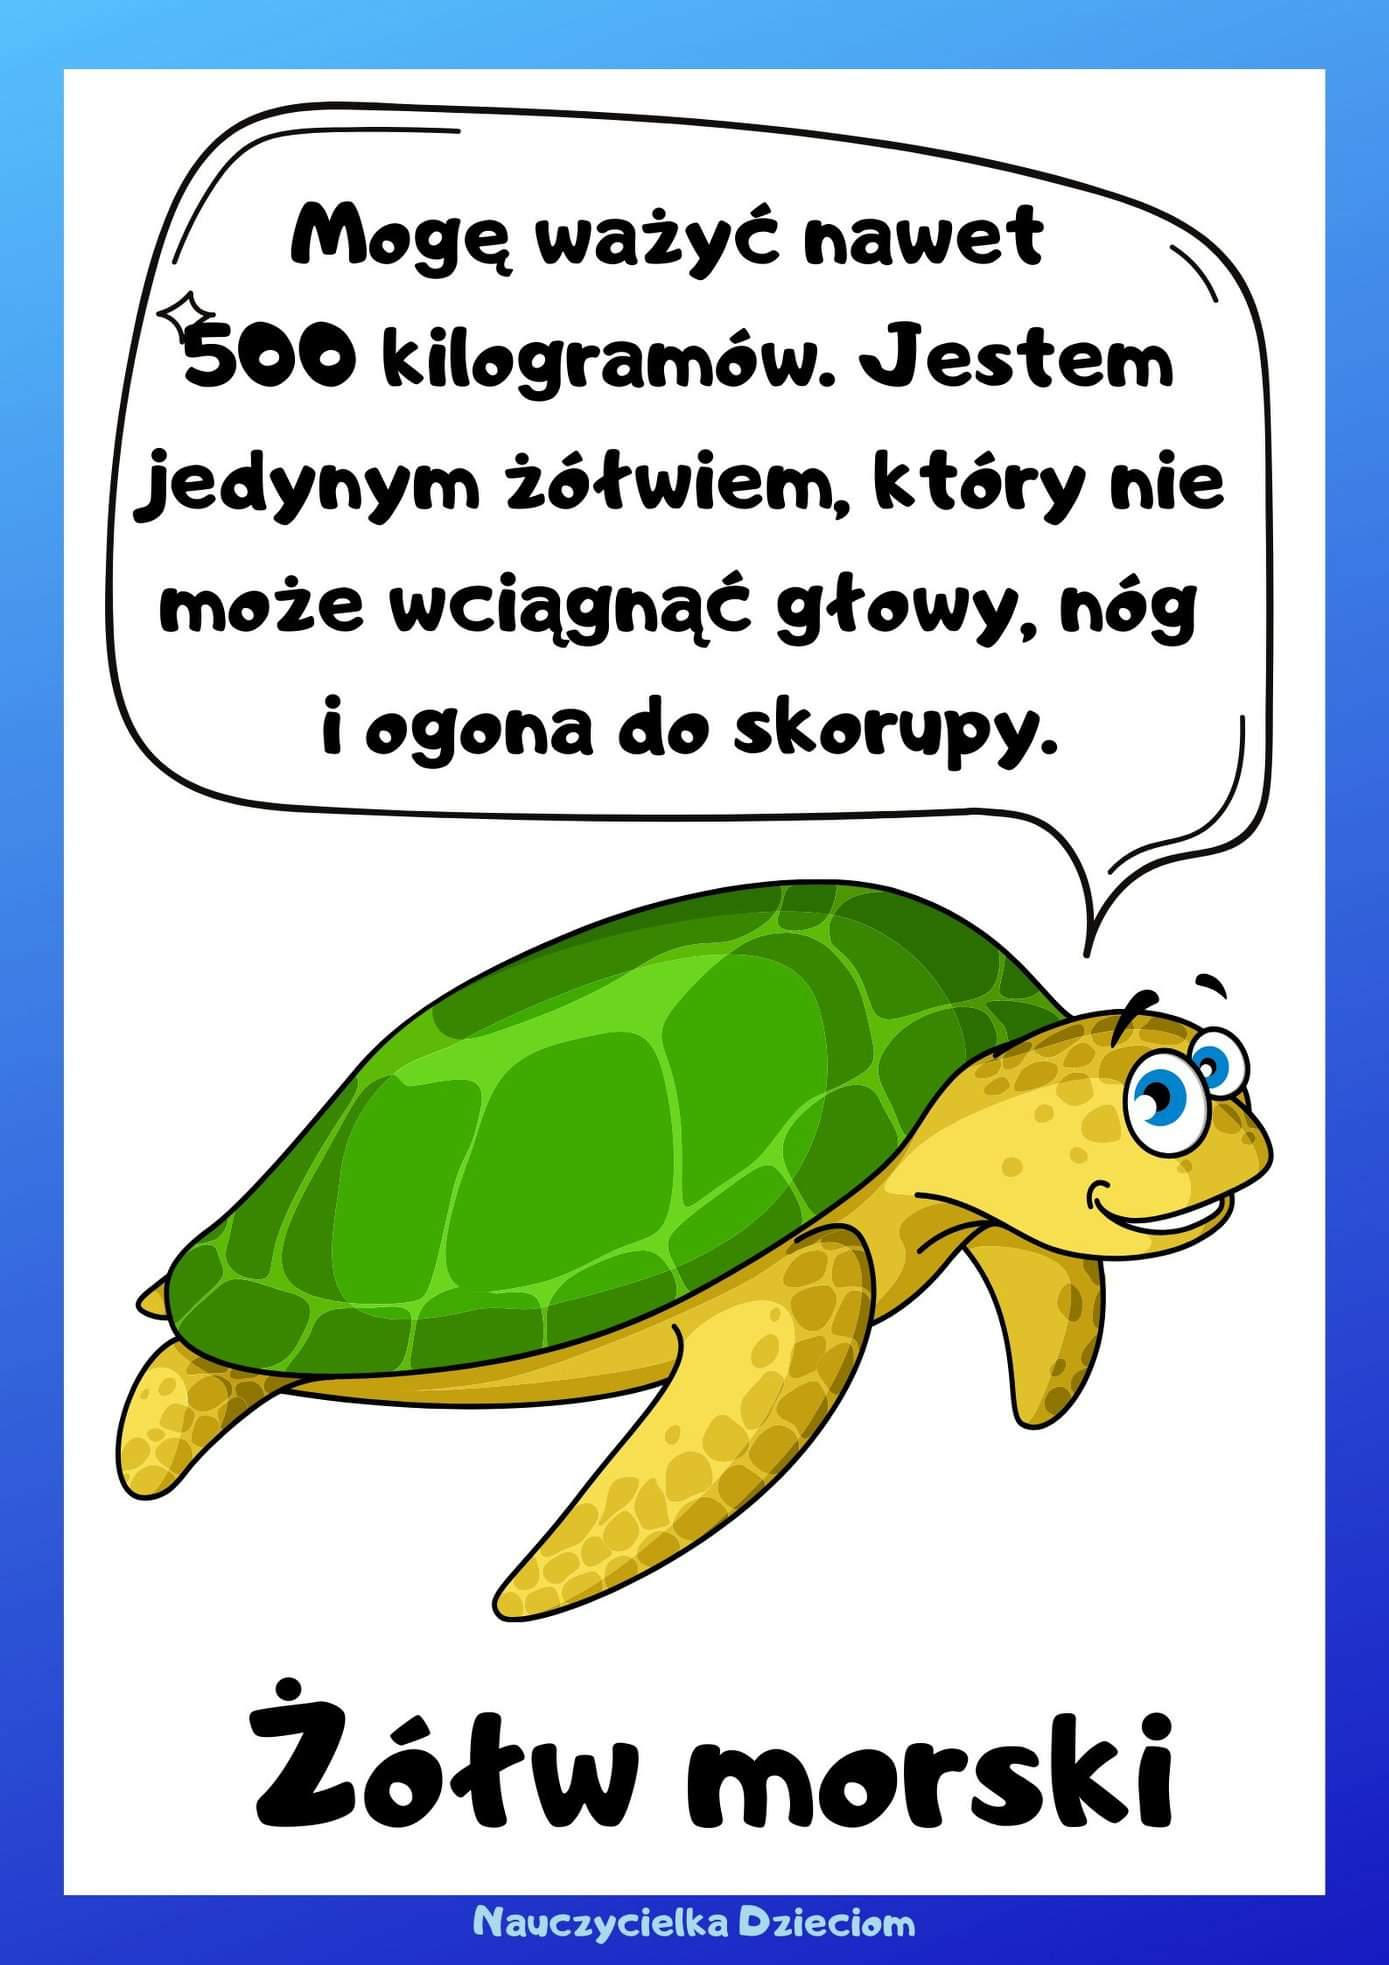 Mogę ważyć nawet
500 kilogramów. Jestem
jedynym żółwiem, który nie
może wciągnąć głowy, nóg
i ogona do skorupy.
Żółw morski
Nauczycielka Dzieciom